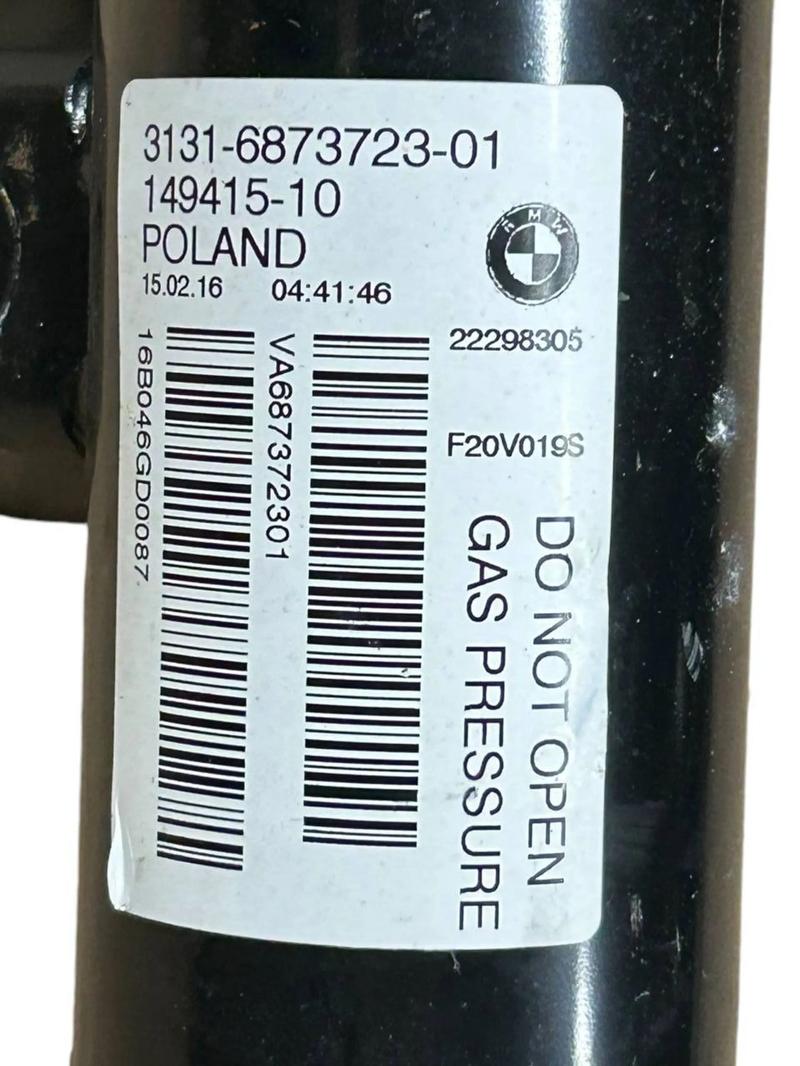 3131-6873723-01
149415-10
POLAND
15.02.16 04:41:46
BMW
22298305
F20V019S
16B046GD0087
VA687372301
DO NOT OPEN
GAS PRESSURE